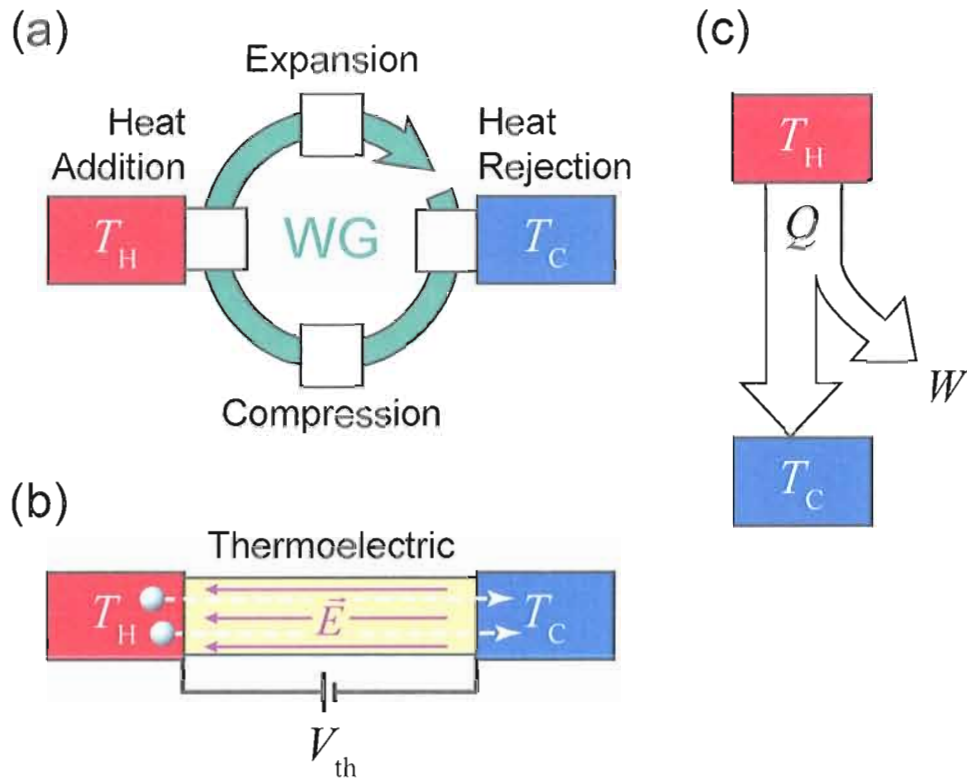 (a)
Expansion
Heat
Addition
Heat
Rejection
T_H
WG
T_C
Compression
(b)
Thermoelectric
T_H
E⃗
T_C
V_th
(c)
T_H
Q
W
T_C